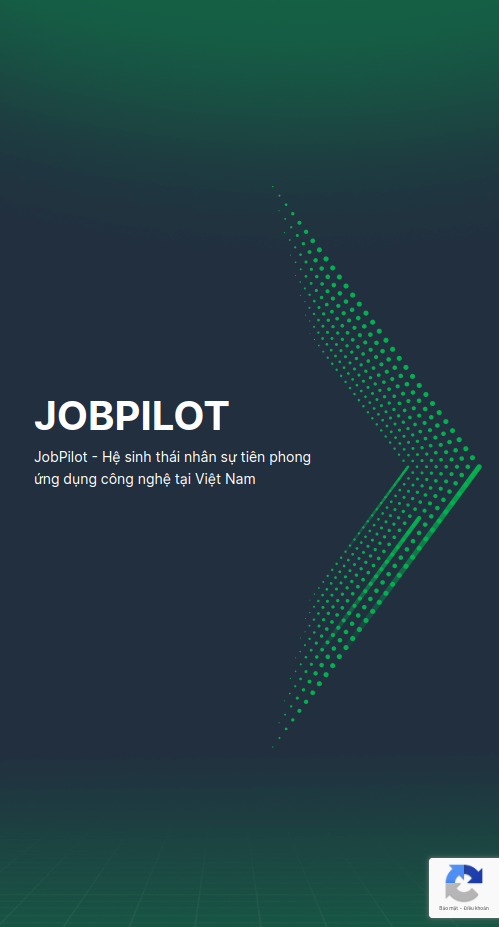 JOBPILOT
JobPilot - Hệ sinh thái nhân sự tiên phong
ứng dụng công nghệ tại Việt Nam
Bảo mật - Điều khoản